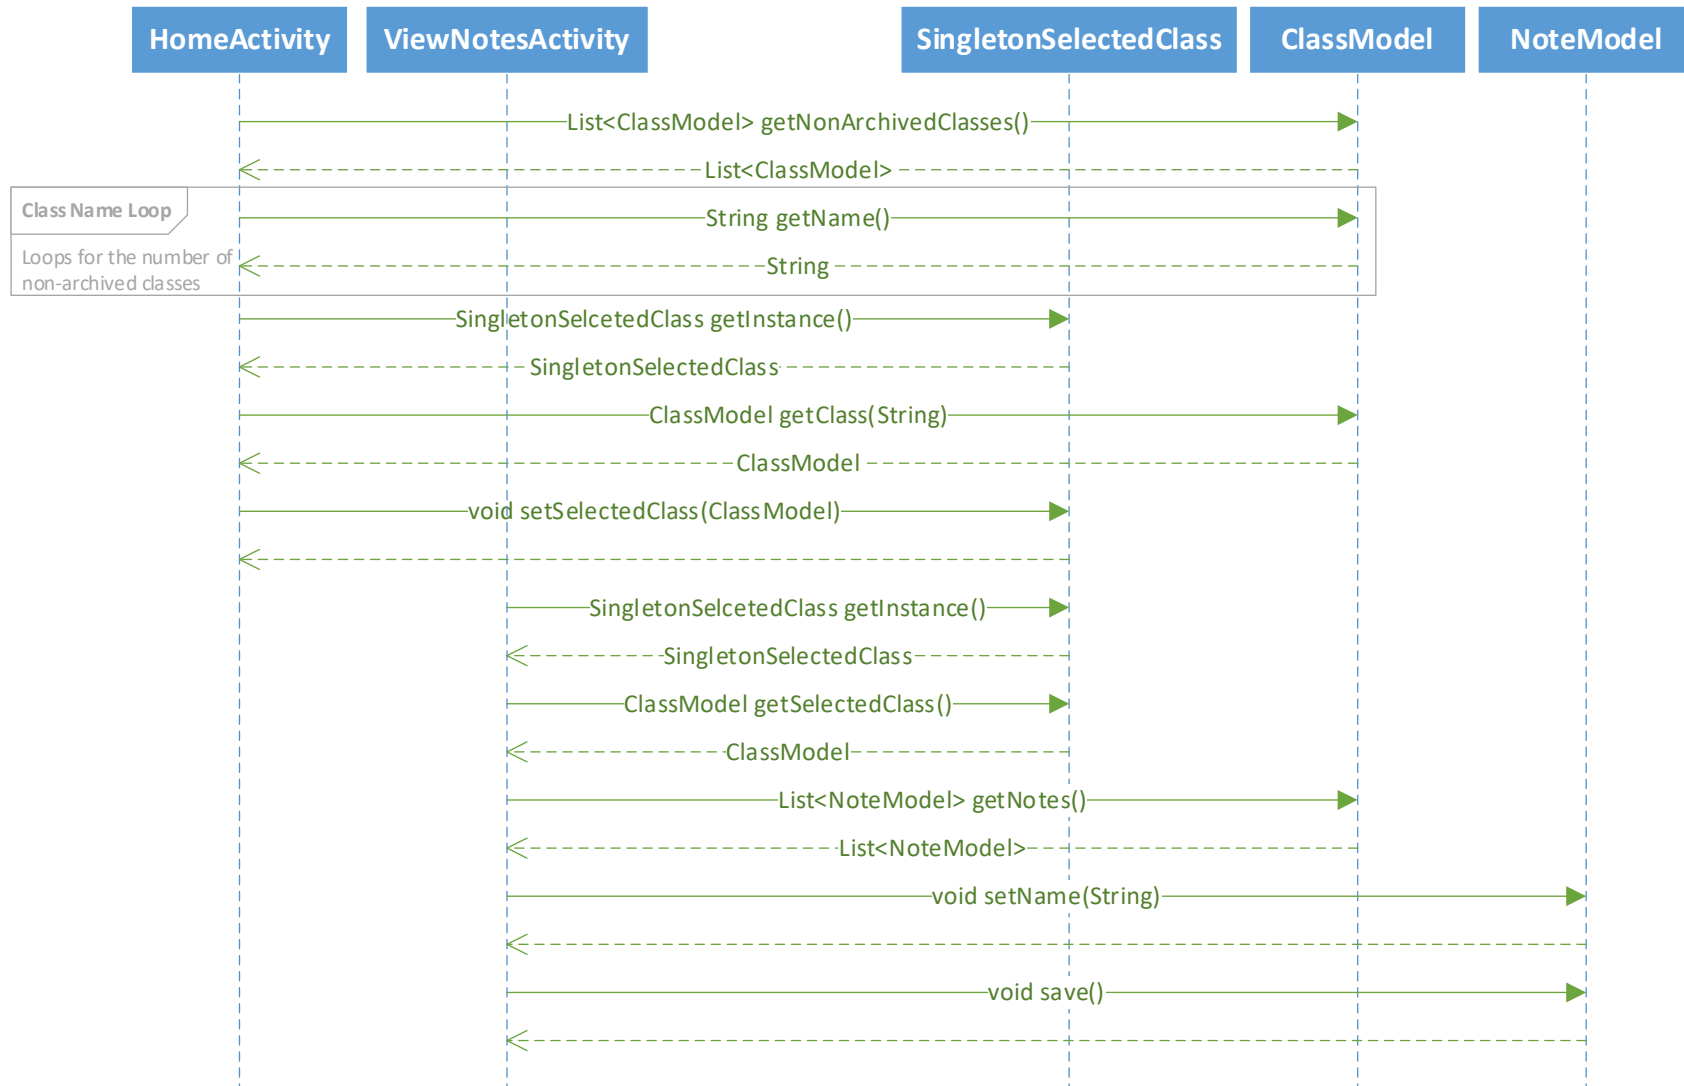 HomeActivity
ViewNotesActivity
SingletonSelectedClass
ClassModel
NoteModel
List<ClassModel> getNonArchivedClasses()
List<ClassModel>
Class Name Loop
String getName()
Loops for the number of
non-archived classes
String
SingletonSelcetedClass getInstance()
SingletonSelectedClass
ClassModel getClass(String)
ClassModel
void setSelectedClass(ClassModel)
SingletonSelcetedClass getInstance()
SingletonSelectedClass
ClassModel getSelectedClass()
ClassModel
List<NoteModel> getNotes()
List<NoteModel>
void setName(String)
void save()